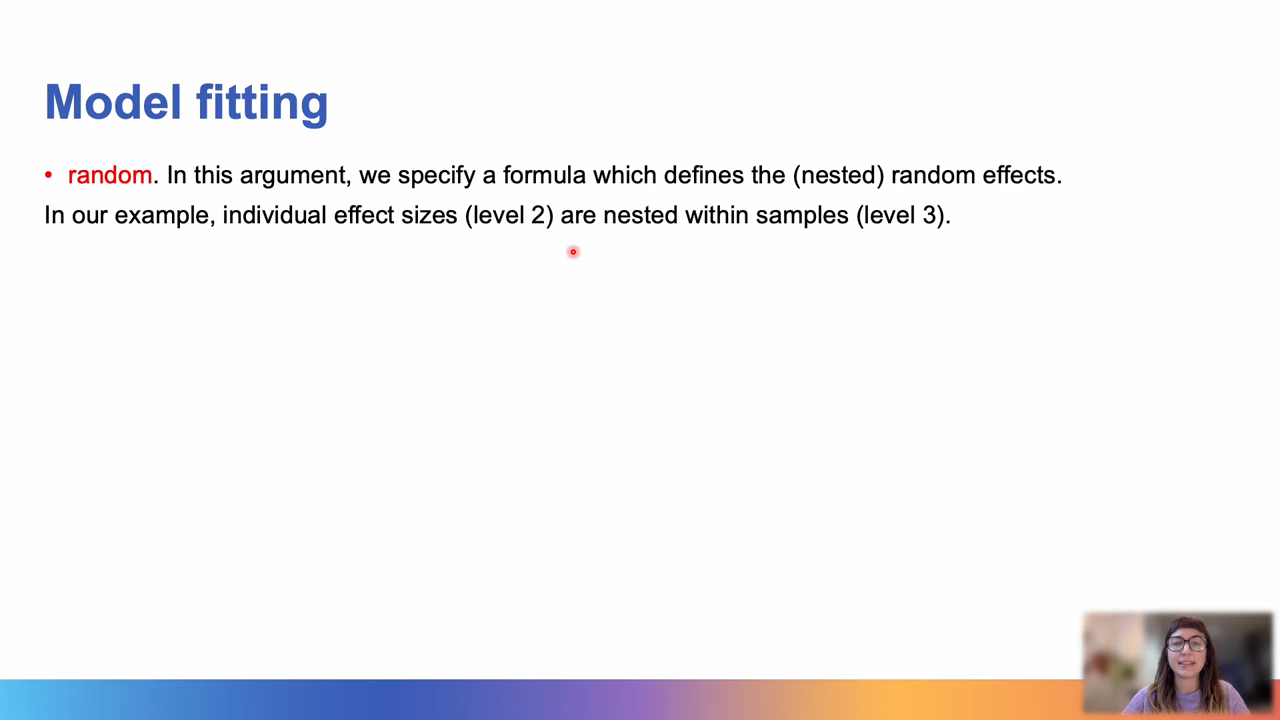 Model fitting
• random. In this argument, we specify a formula which defines the (nested) random effects.
In our example, individual effect sizes (level 2) are nested within samples (level 3).